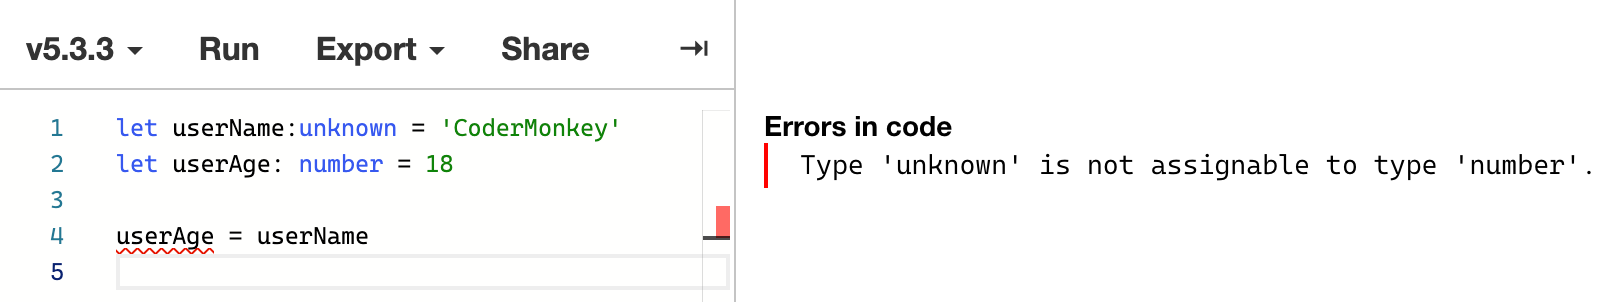 v5.3.3 Run Export Share
1 let userName:unknown = 'CoderMonkey'
2 let userAge: number = 18
3
4 userAge = userName
5
Errors in code
Type 'unknown' is not assignable to type 'number'.